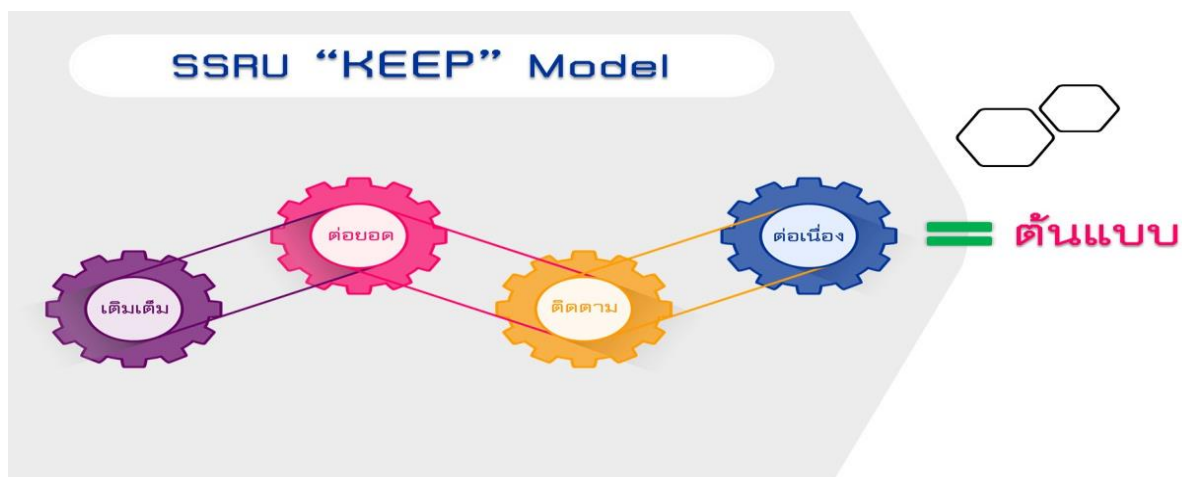 SSRU “KEEP” Model
เติมเต็ม
ต่อยอด
ติดตาม
ต่อเนื่อง
ต้นแบบ